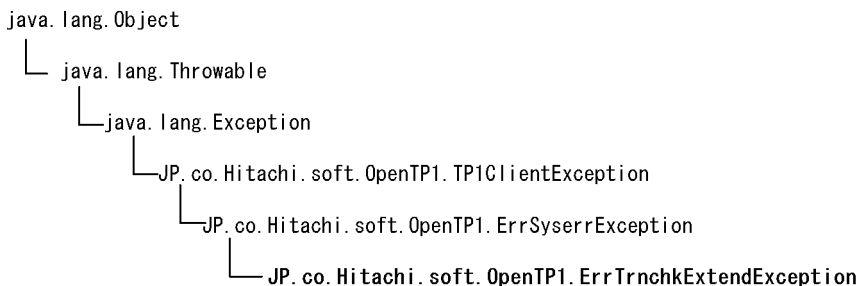 java.lang.Object
java.lang.Throwable
java.lang.Exception
JP.co.Hitachi.soft.OpenTP1.TP1ClientException
JP.co.Hitachi.soft.OpenTP1.ErrSyserrException
JP.co.Hitachi.soft.OpenTP1.ErrTrnchkExtendException